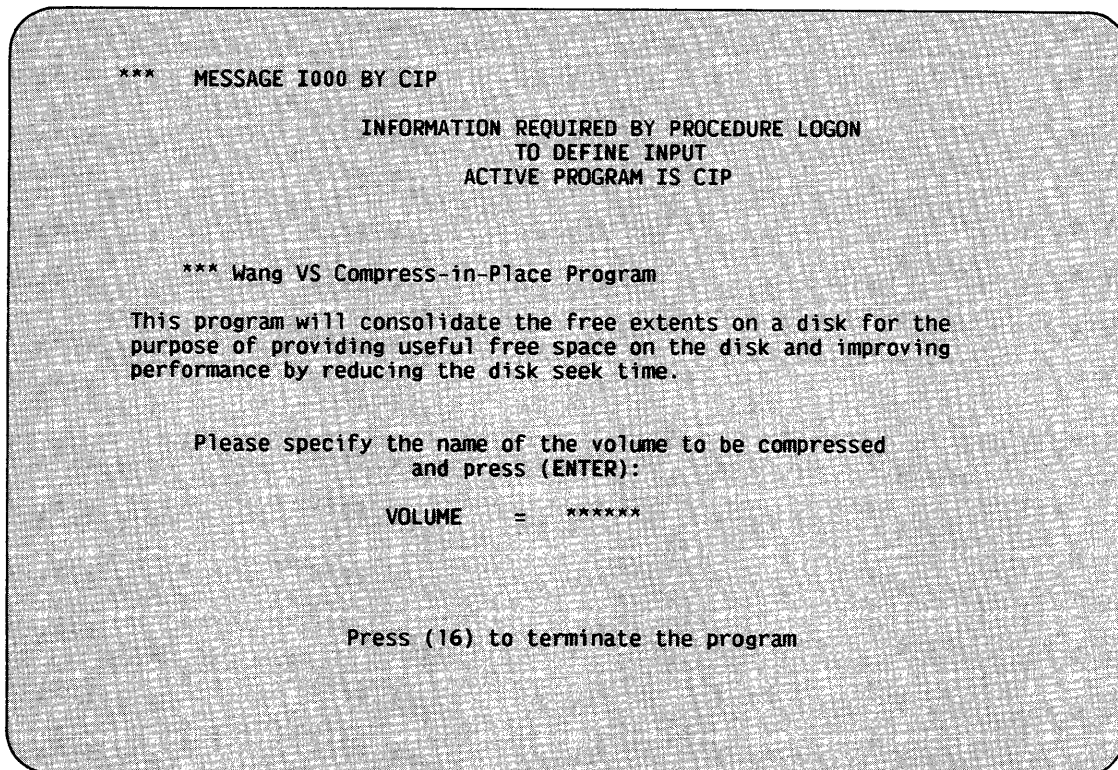 *** MESSAGE I000 BY CIP
INFORMATION REQUIRED BY PROCEDURE LOGON
TO DEFINE INPUT
ACTIVE PROGRAM IS CIP
*** Wang VS Compress-in-Place Program
This program will consolidate the free extents on a disk for the
purpose of providing useful free space on the disk and improving
performance by reducing the disk seek time.
Please specify the name of the volume to be compressed
and press (ENTER):
VOLUME = ******
Press (16) to terminate the program